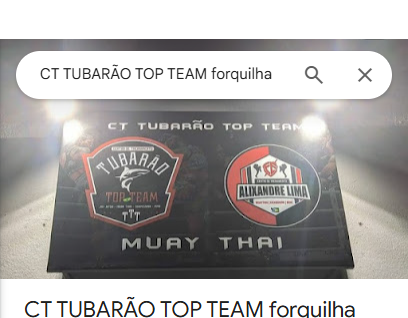 CT TUBARÃO TOP TEAM forquilha
CT TUBARÃO TOP TEAM
TUBARÃO
TOP TEAM
ALIXANDRE LIMA
MUAY THAI
CT TUBARÃO TOP TEAM forquilha